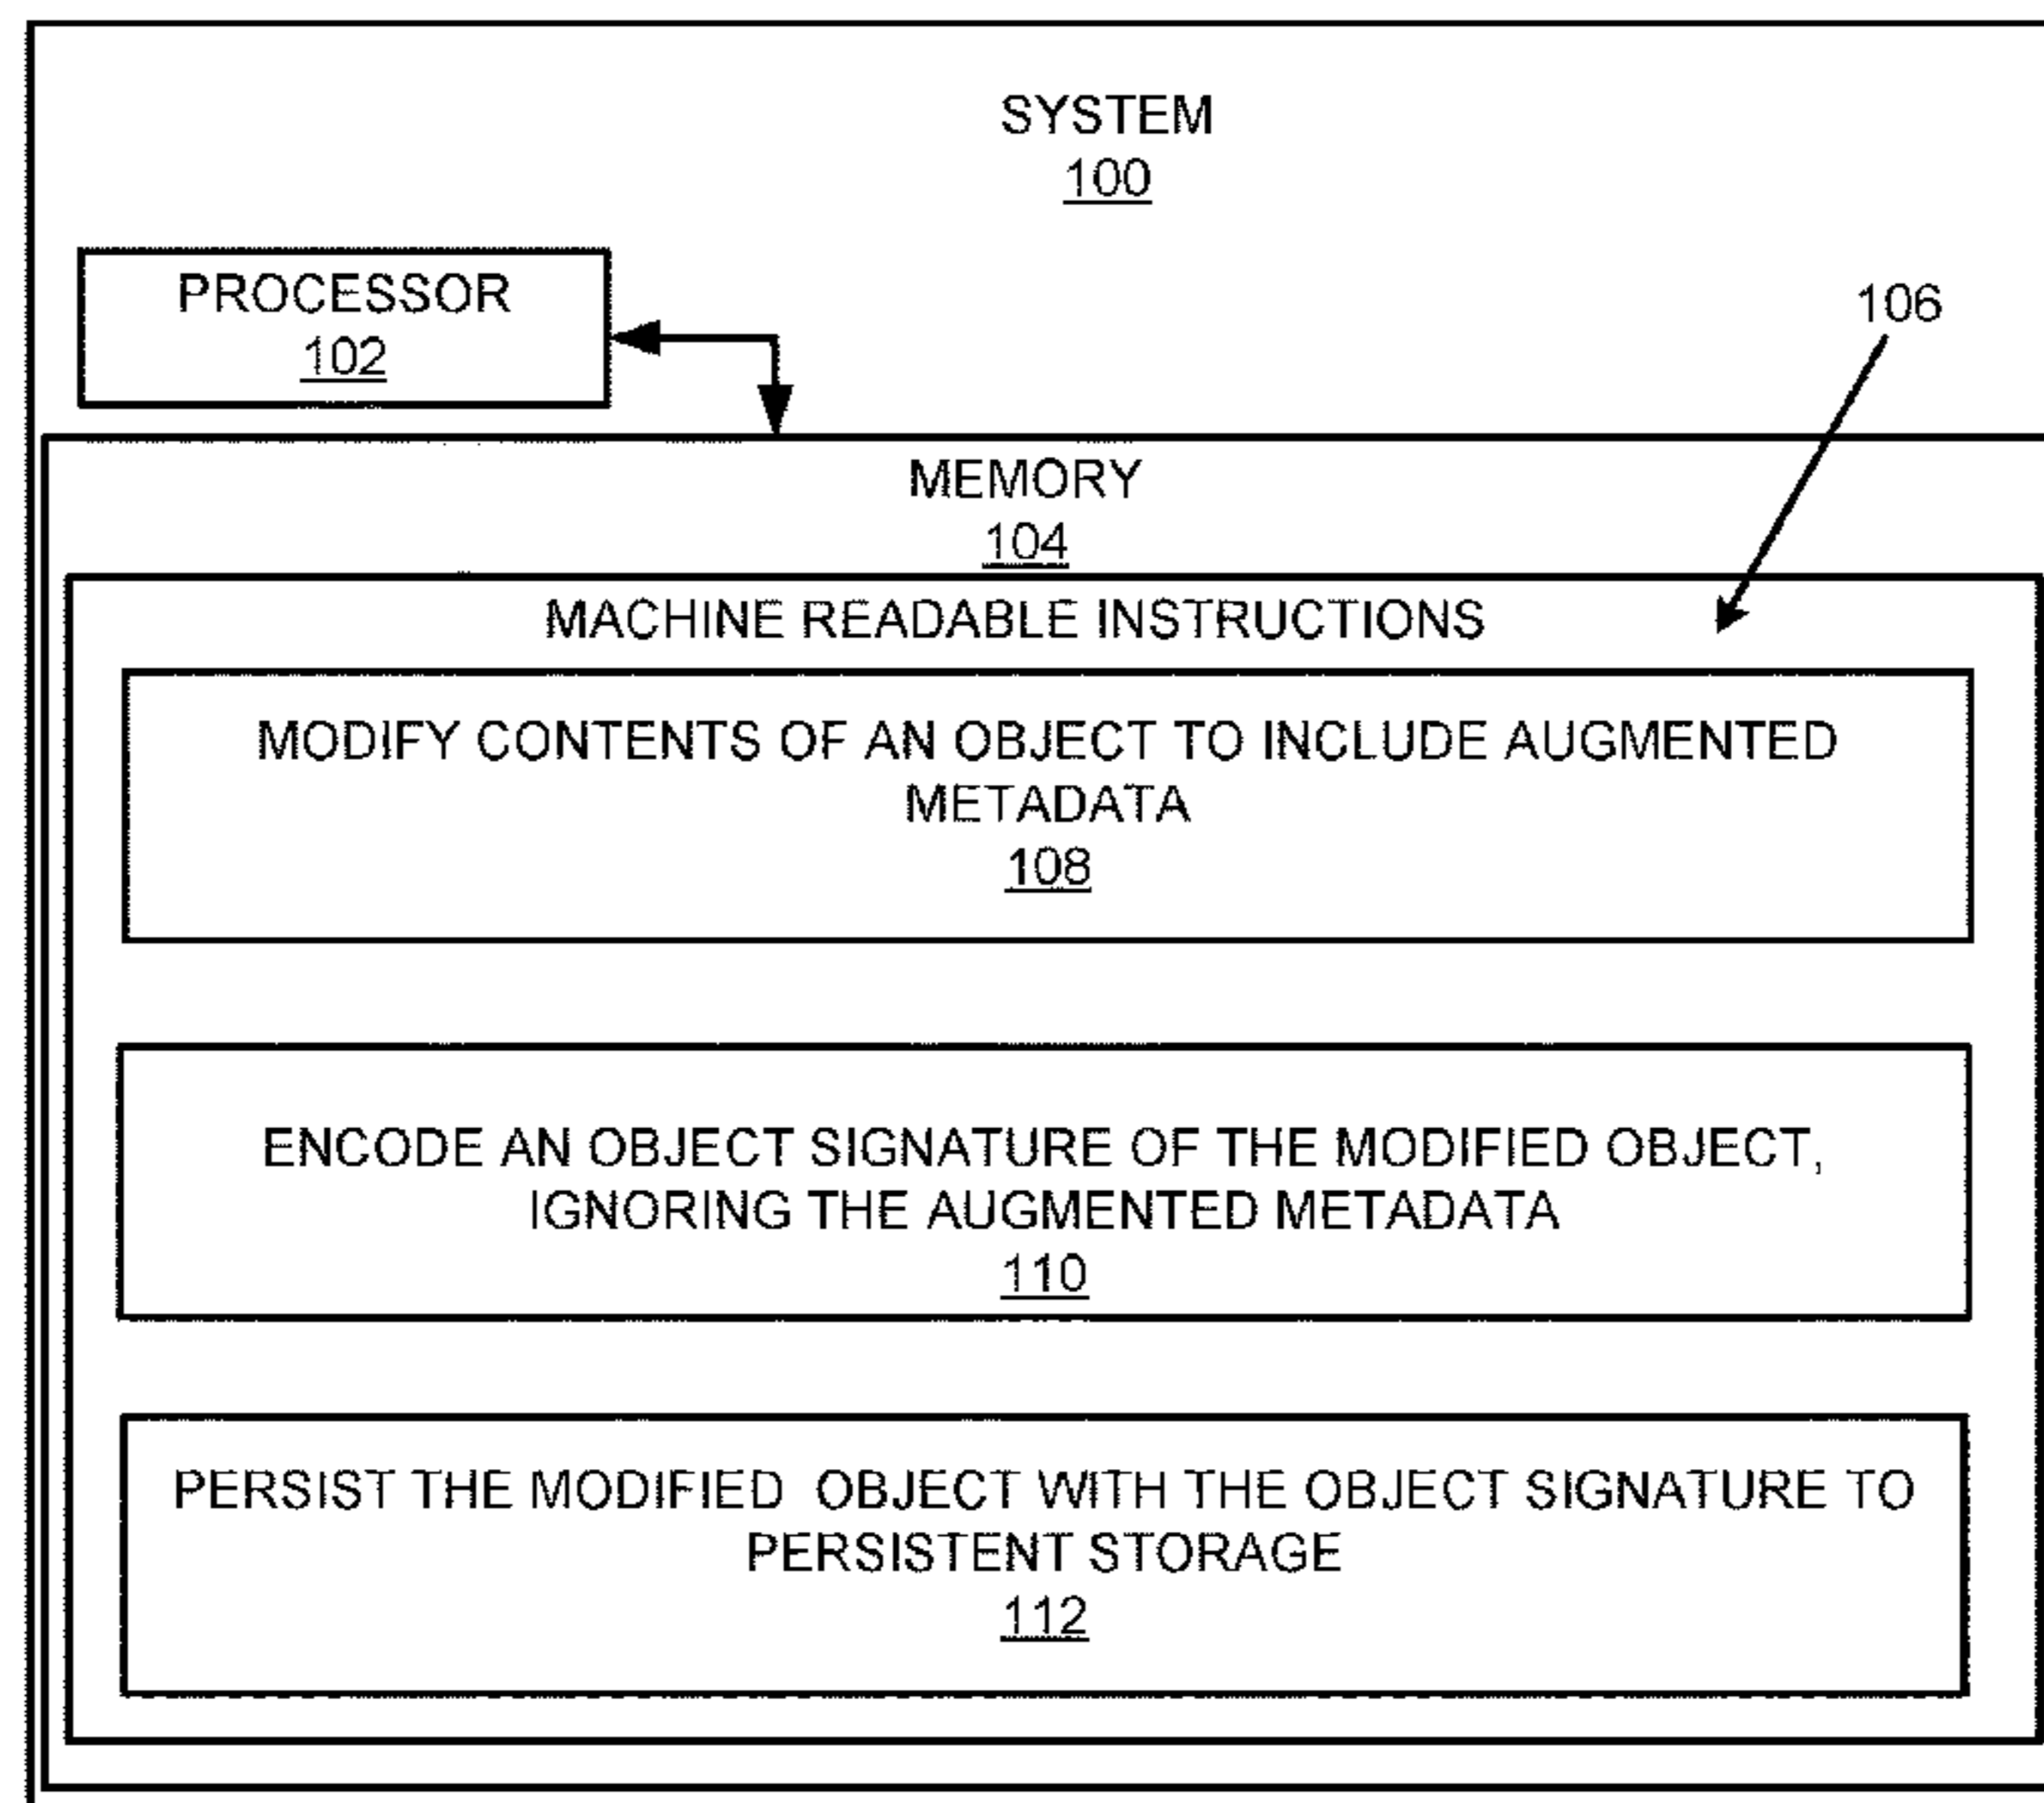 SYSTEM
100
PROCESSOR
102
106
MEMORY
104
MACHINE READABLE INSTRUCTIONS
MODIFY CONTENTS OF AN OBJECT TO INCLUDE AUGMENTED
METADATA
108
ENCODE AN OBJECT SIGNATURE OF THE MODIFIED OBJECT,
IGNORING THE AUGMENTED METADATA
110
PERSIST THE MODIFIED OBJECT WITH THE OBJECT SIGNATURE TO
PERSISTENT STORAGE
112